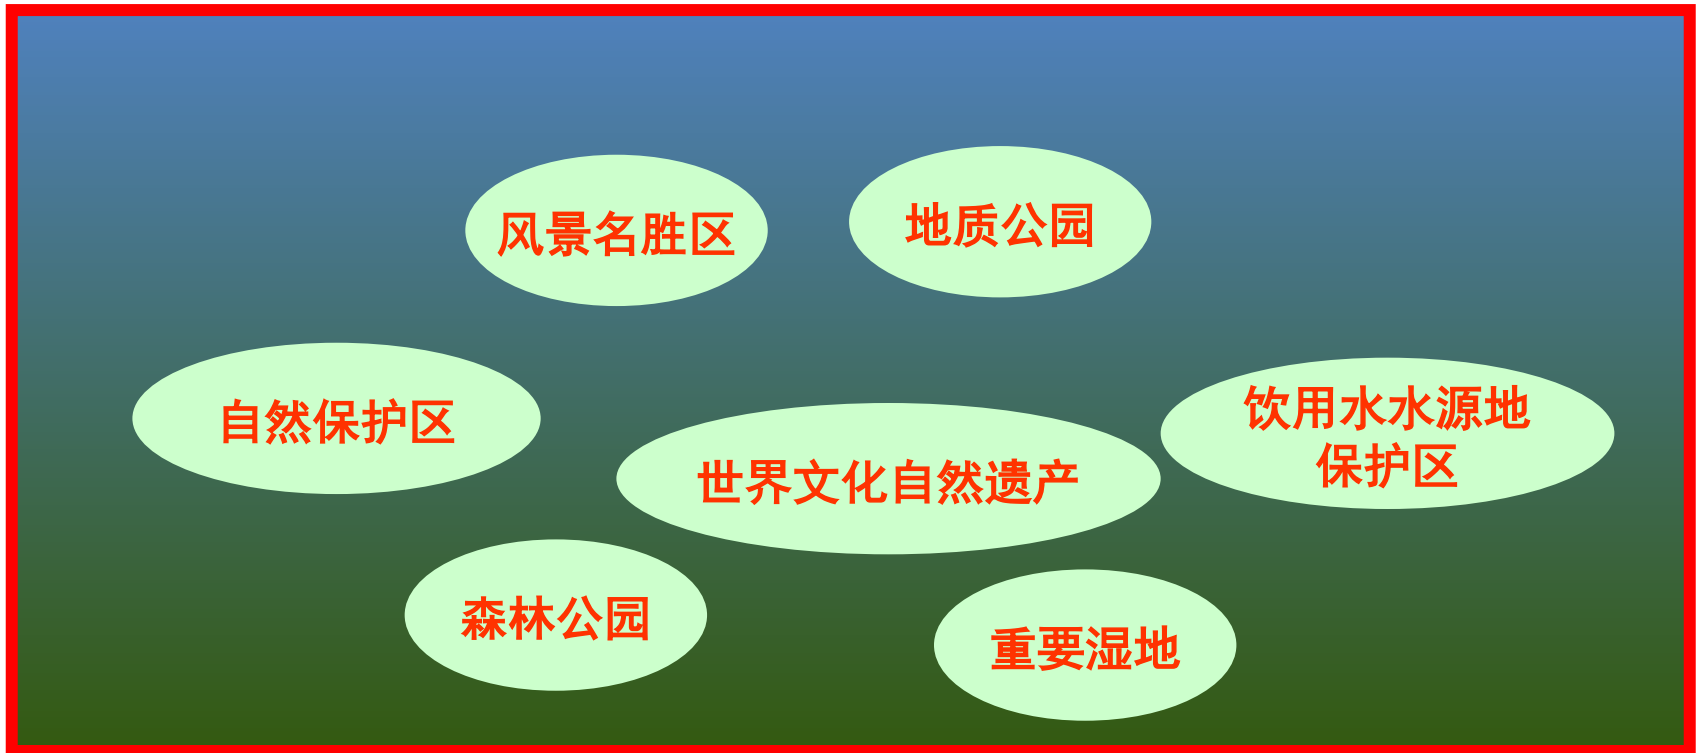 风景名胜区
地质公园
自然保护区
饮用水水源地
保护区
世界文化自然遗产
森林公园
重要湿地